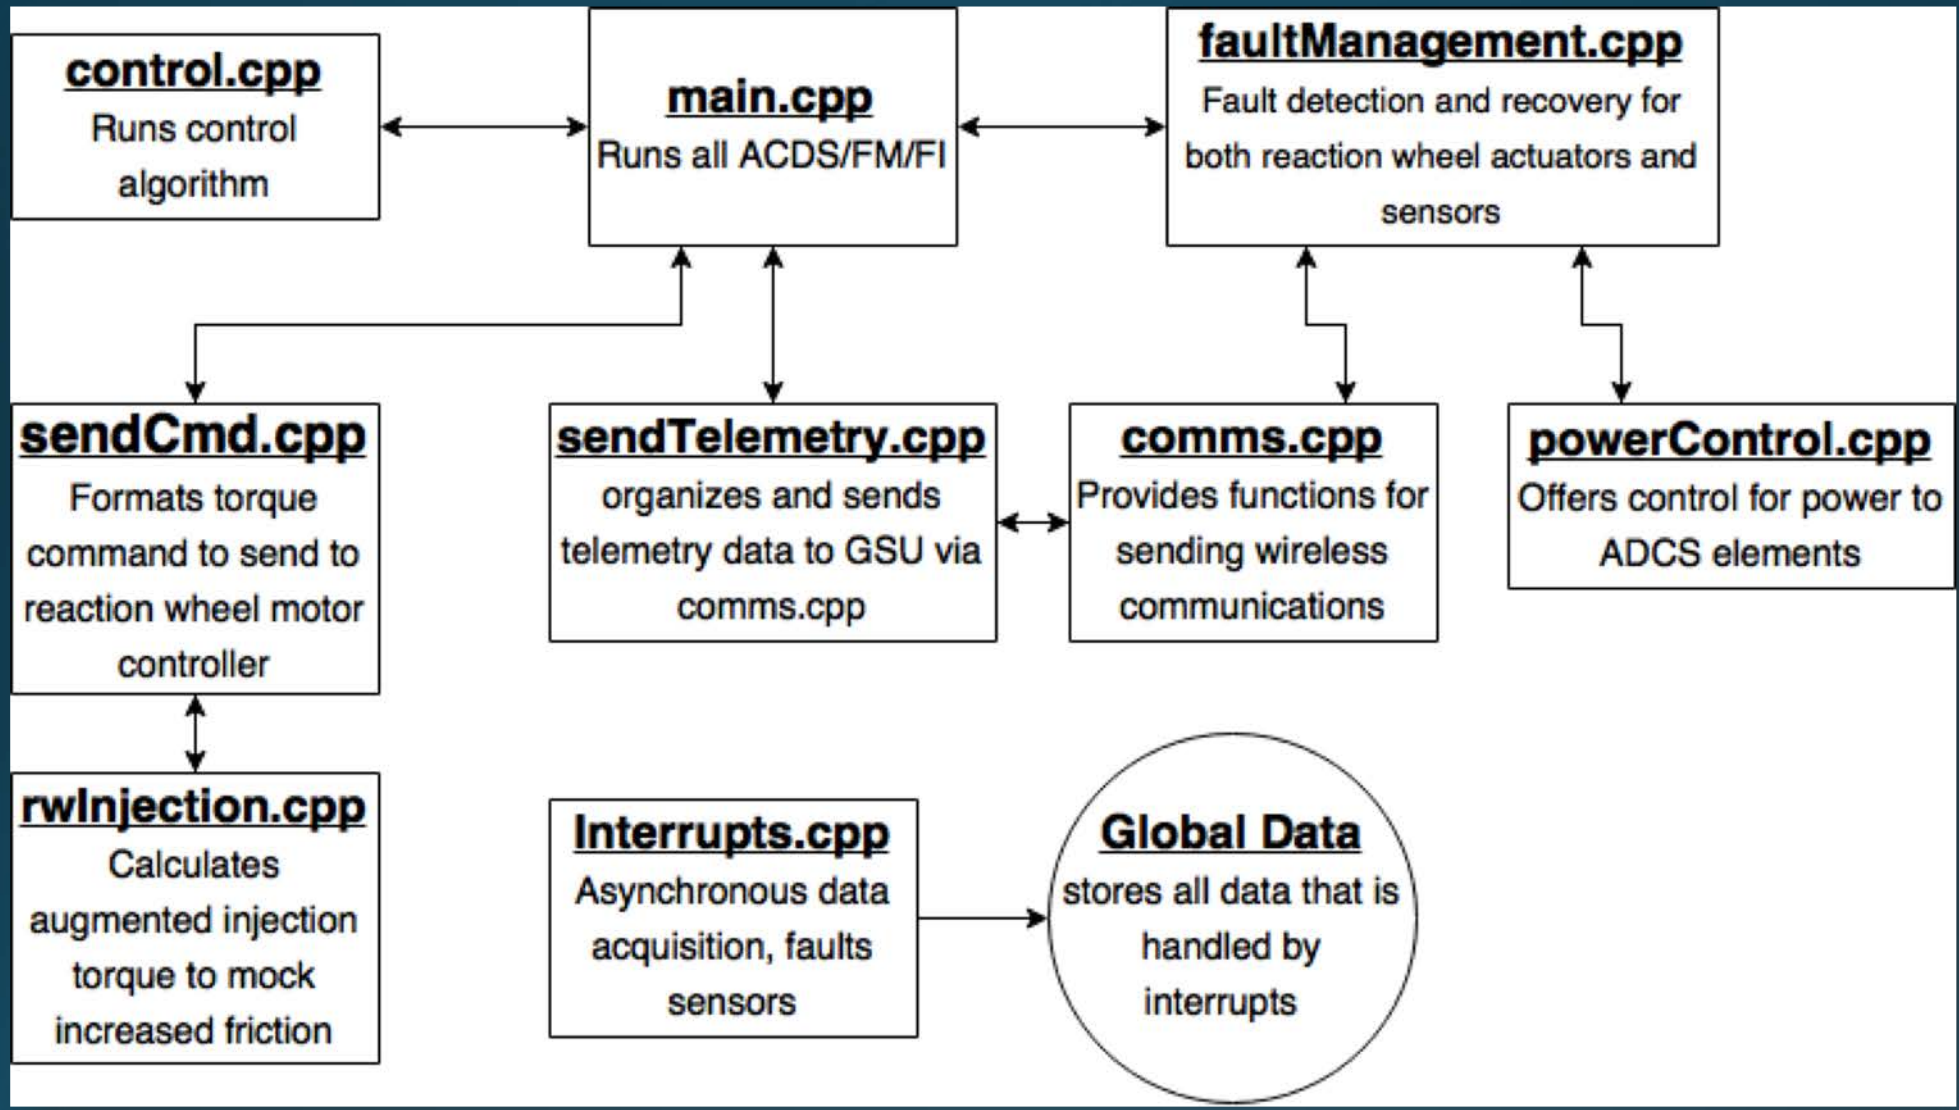 control.cpp
Runs control
algorithm
main.cpp
Runs all ACDS/FM/FI
faultManagement.cpp
Fault detection and recovery for
both reaction wheel actuators and
sensors
sendCmd.cpp
Formats torque
command to send to
reaction wheel motor
controller
sendTelemetry.cpp
organizes and sends
telemetry data to GSU via
comms.cpp
comms.cpp
Provides functions for
sending wireless
communications
powerControl.cpp
Offers control for power to
ADCS elements
rwInjection.cpp
Calculates
augmented injection
torque to mock
increased friction
Interrupts.cpp
Asynchronous data
acquisition, faults
sensors
Global Data
stores all data that is
handled by
interrupts